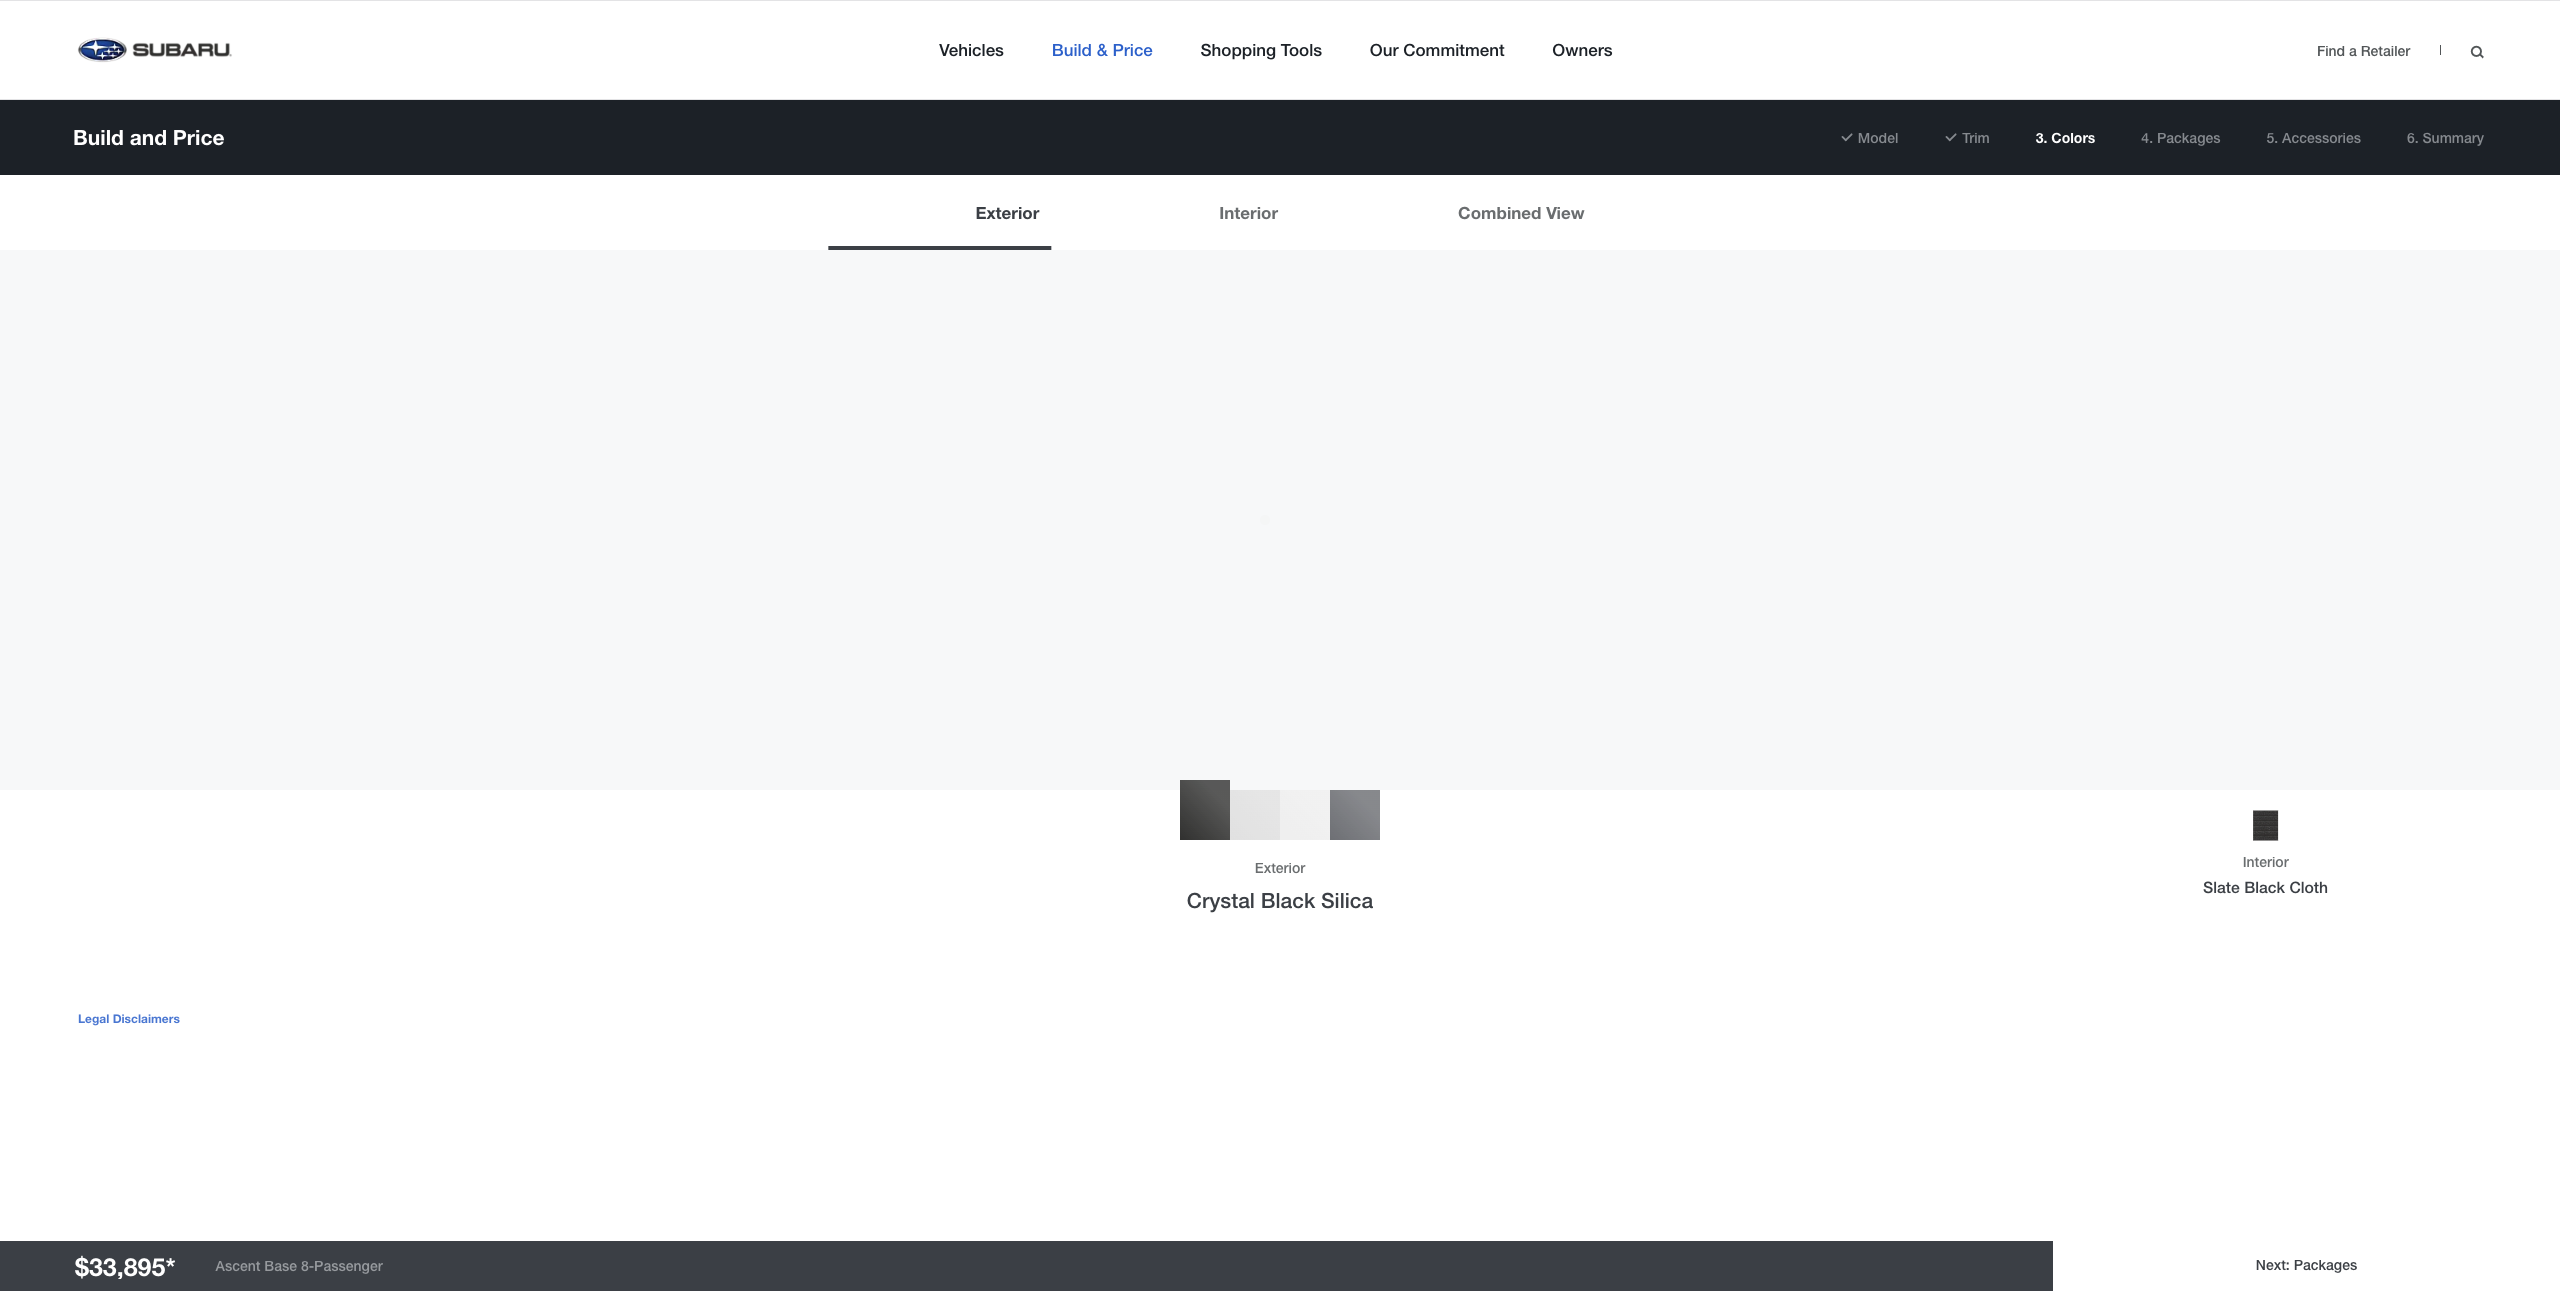 SUBARU
Vehicles
Build & Price
Shopping Tools
Our Commitment
Owners
Find a Retailer
Build and Price
Model
Trim
3. Colors
4. Packages
5. Accessories
6. Summary
Exterior
Interior
Combined View
Exterior
Crystal Black Silica
Interior
Slate Black Cloth
Legal Disclaimers
$33,895*
Ascent Base 8-Passenger
Next: Packages